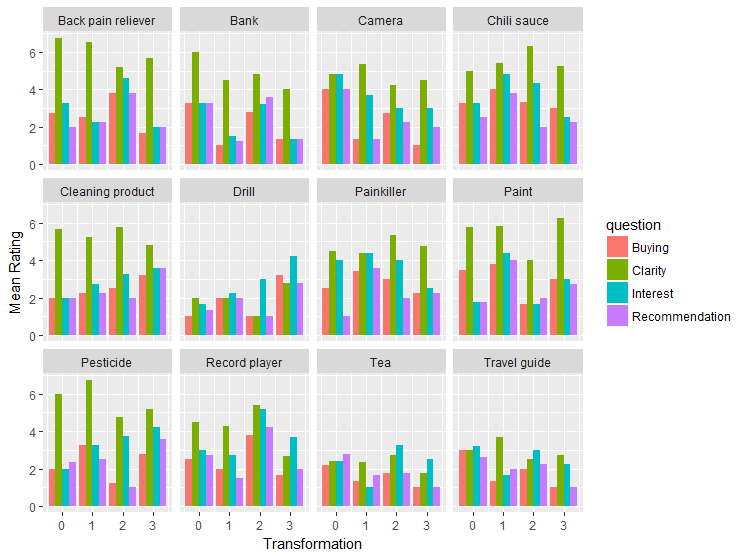 Back pain reliever Bank Camera Chili sauce
6
4
2
0
Cleaning product Drill Painkiller Paint
6
4
2
0
Pesticide Record player Tea Travel guide
6
4
2
0
0 1 2 3 0 1 2 3 0 1 2 3 0 1 2 3
Transformation
Mean Rating
question
Buying
Clarity
Interest
Recommendation